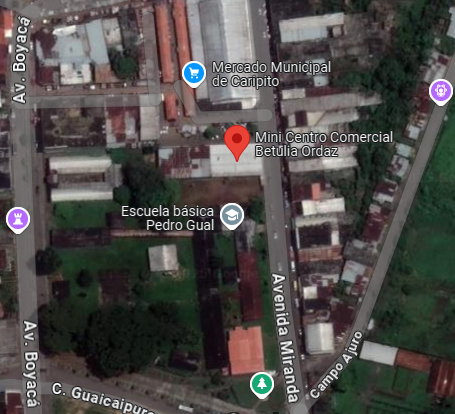 Av. Boyacá
Mercado Municipal
de Caripito
Mini Centro Comercial
Betulia Ordaz
Escuela básica
Pedro Gual
Av. Boyacá
Avenida Miranda
Campo Ajuro
C. Guaicaipuro